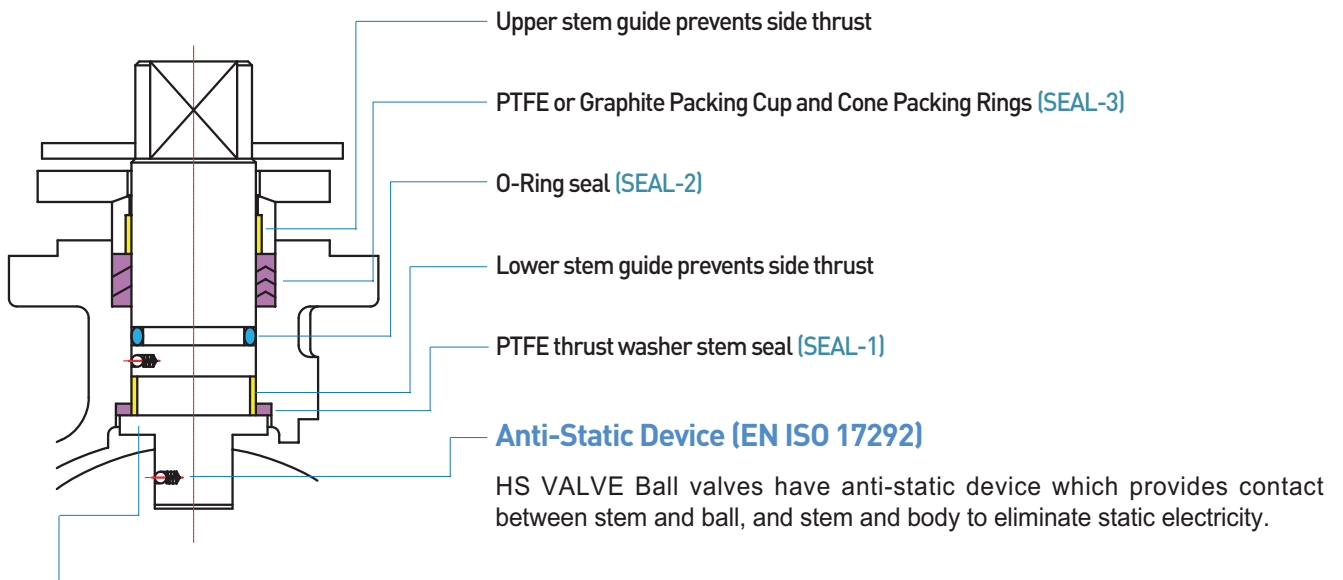 Upper stem guide prevents side thrust
PTFE or Graphite Packing Cup and Cone Packing Rings (SEAL-3)
O-Ring seal (SEAL-2)
Lower stem guide prevents side thrust
PTFE thrust washer stem seal (SEAL-1)
Anti-Static Device (EN ISO 17292)
HS VALVE Ball valves have anti-static device which provides contact
between stem and ball, and stem and body to eliminate static electricity.